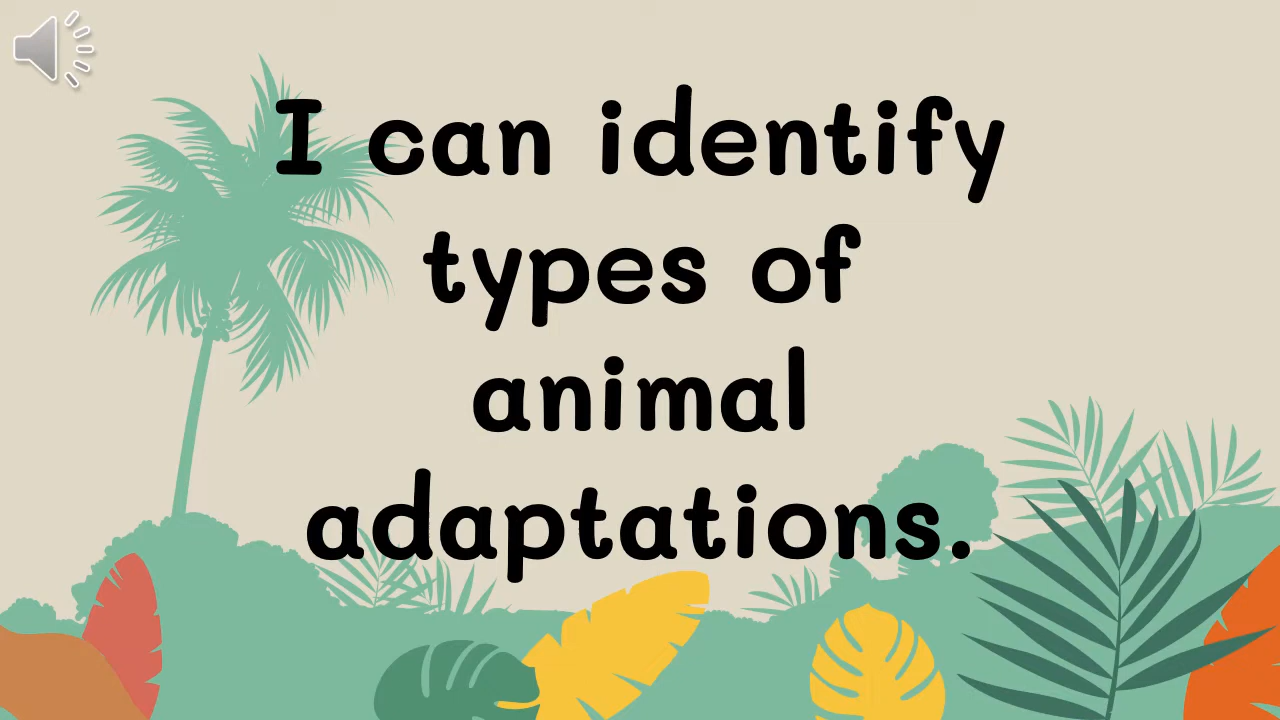 I can identify
types of
animal
adaptations.